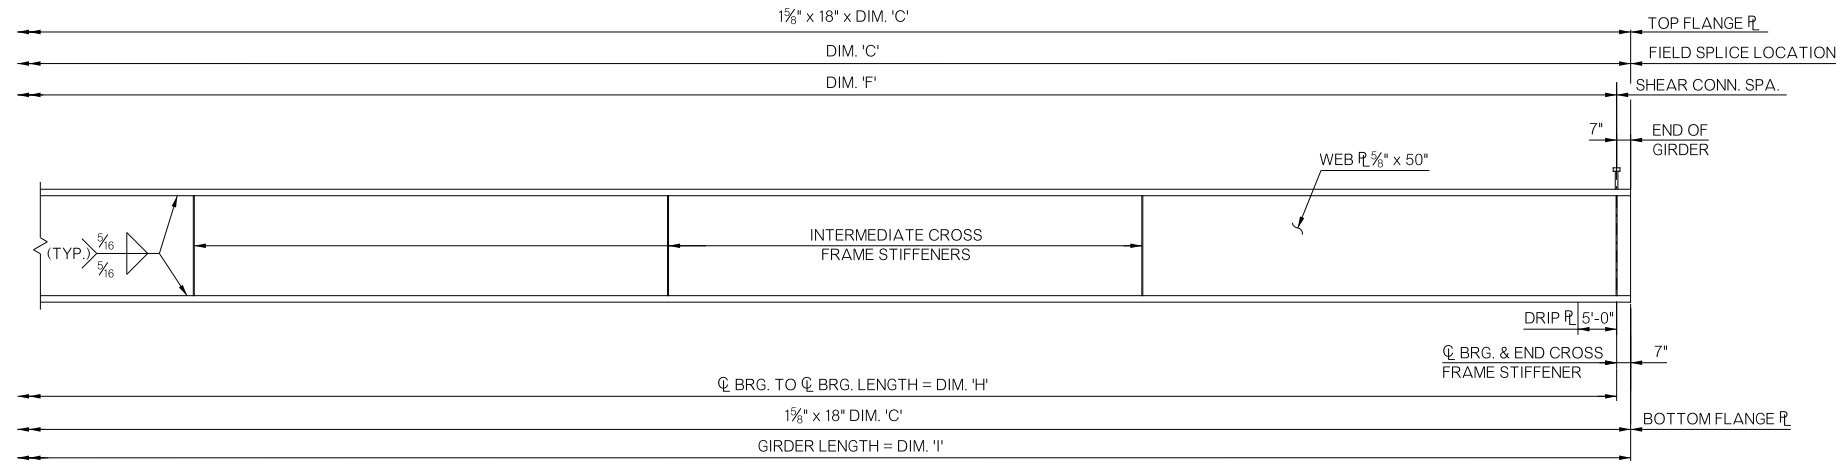 1⅝" x 18" x DIM. 'C'
TOP FLANGE ⅊
DIM. 'C'
FIELD SPLICE LOCATION
DIM. 'F'
SHEAR CONN. SPA.
7"
END OF
GIRDER
WEB ⅊ ⅝" x 50"
(TYP.)
5/16
5/16
INTERMEDIATE CROSS
FRAME STIFFENERS
DRIP ⅊
5'-0"
℄ BRG. & END CROSS
FRAME STIFFENER
7"
℄ BRG. TO ℄ BRG. LENGTH = DIM. 'H'
1⅝" x 18" DIM. 'C'
BOTTOM FLANGE ⅊
GIRDER LENGTH = DIM. 'I'